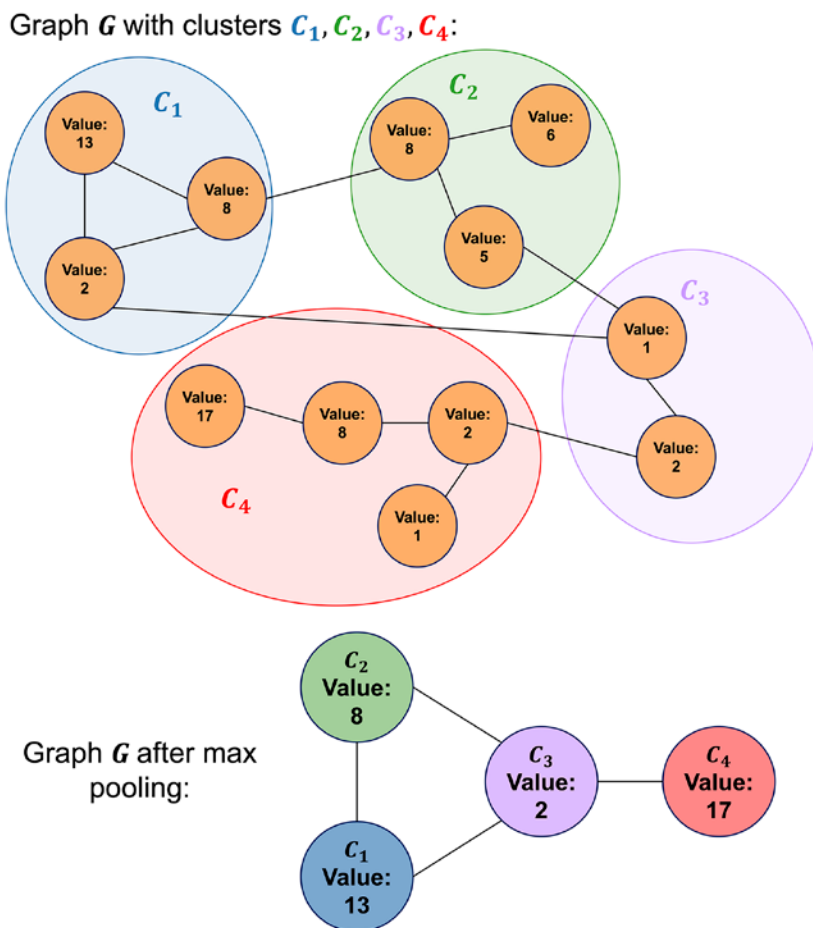 Graph G with clusters C₁, C₂, C₃, C₄:
C₁
Value:
13
Value:
8
Value:
2
C₂
Value:
8
Value:
6
Value:
5
C₃
Value:
1
Value:
2
Value:
17
Value:
8
Value:
2
Value:
1
C₄
C₂
Value:
8
Graph G after max
pooling:
C₃
Value:
2
C₄
Value:
17
C₁
Value:
13